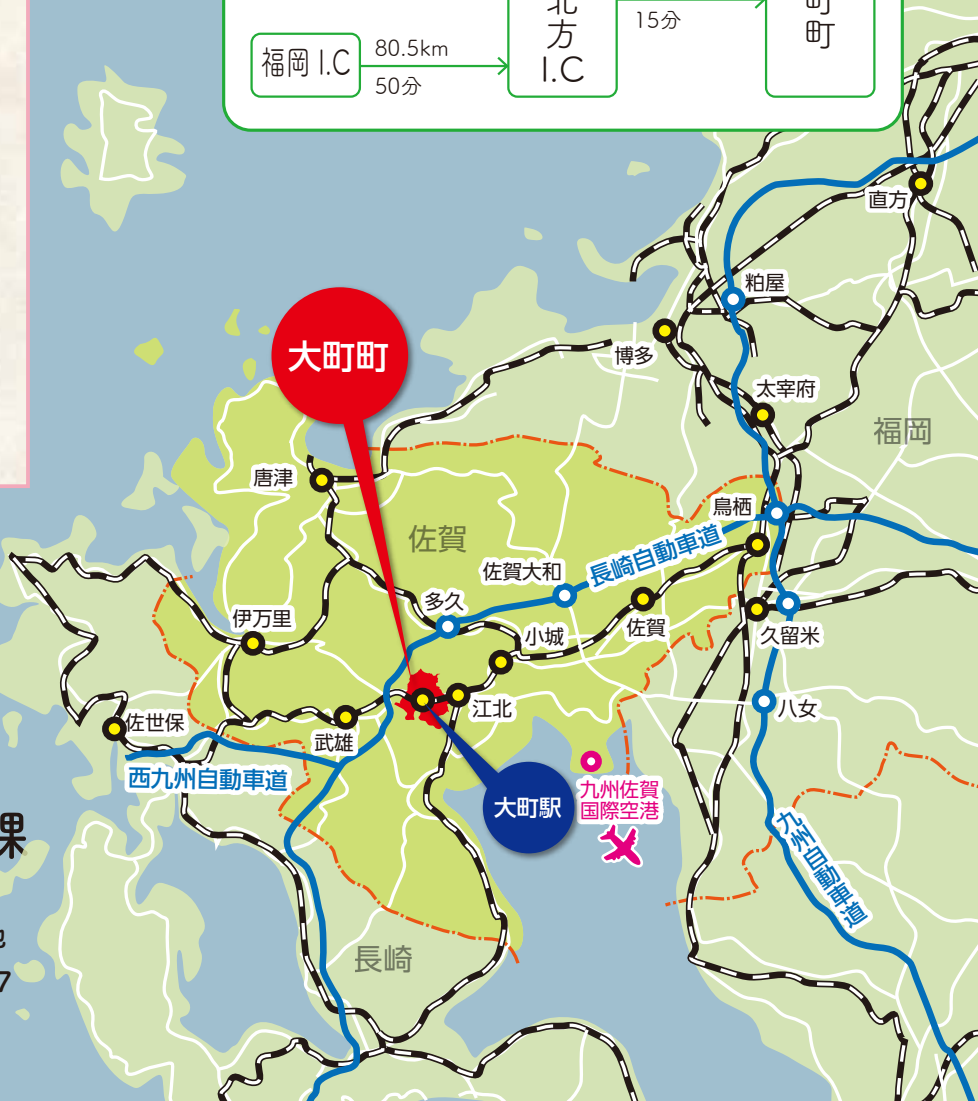 北方
I.C
町町
15分
福岡 I.C
80.5km
50分
直方
粕屋
博多
大町町
太宰府
福岡
唐津
鳥栖
佐賀
長崎自動車道
佐賀大和
多久
伊万里
小城
佐賀
久留米
江北
八女
佐世保
武雄
西九州自動車道
大町駅
九州佐賀
国際空港
九州自動車道
課
長崎
7